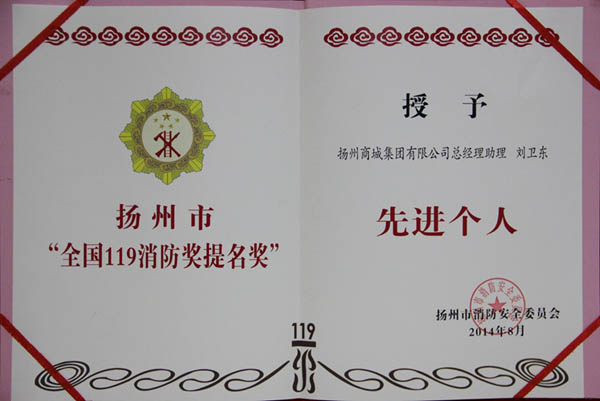 扬州市
“全国119消防奖提名奖”
授 予
扬州商城集团有限公司总经理助理 刘卫东
先进个人
扬州市消防安全委员会
2014年8月
119